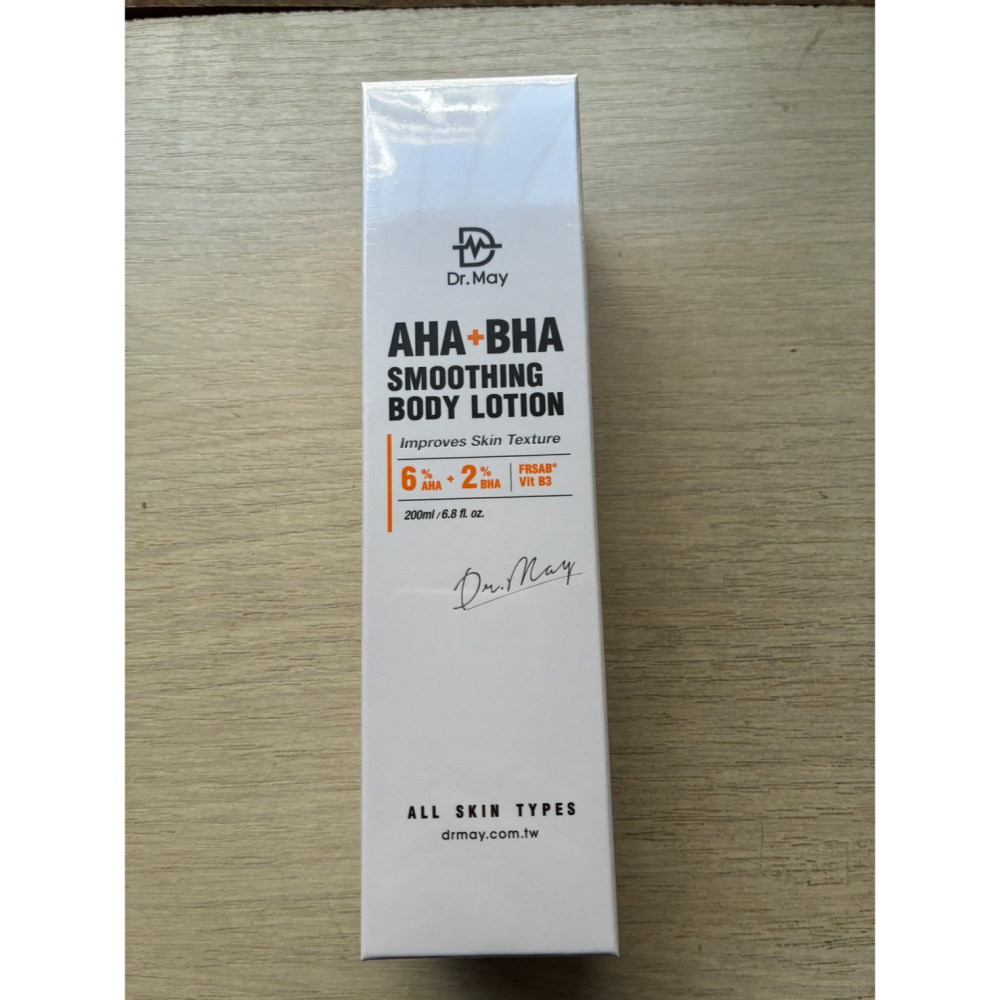 Dr. May
AHA+BHA
SMOOTHING
BODY LOTION
Improves Skin Texture
6% AHA + 2% BHA | FRSAB® Vit B3
200ml / 6.8 fl. oz.
Dr. May
ALL SKIN TYPES
drmay.com.tw